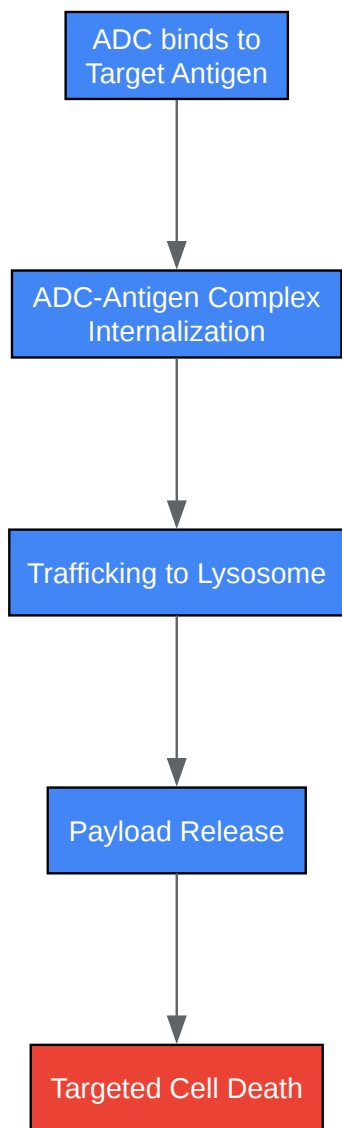 ADC binds to
Target Antigen
ADC-Antigen Complex
Internalization
Trafficking to Lysosome
Payload Release
Targeted Cell Death